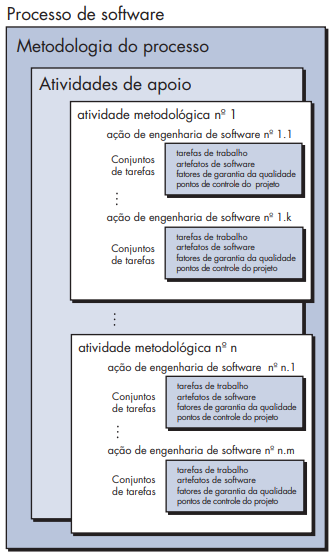 Processo de software
Metodologia do processo
Atividades de apoio
atividade metodológica nº 1
ação de engenharia de software nº 1.1
Conjuntos
de tarefas
tarefas de trabalho
artefatos de software
fatores de garantia da qualidade
pontos de controle do projeto
ação de engenharia de software nº 1.k
Conjuntos
de tarefas
tarefas de trabalho
artefatos de software
fatores de garantia da qualidade
pontos de controle do projeto
atividade metodológica nº n
ação de engenharia de software nº n.1
Conjuntos
de tarefas
tarefas de trabalho
artefatos de software
fatores de garantia da qualidade
pontos de controle do projeto
ação de engenharia de software nº n.m
Conjuntos
de tarefas
tarefas de trabalho
artefatos de software
fatores de garantia da qualidade
pontos de controle do projeto